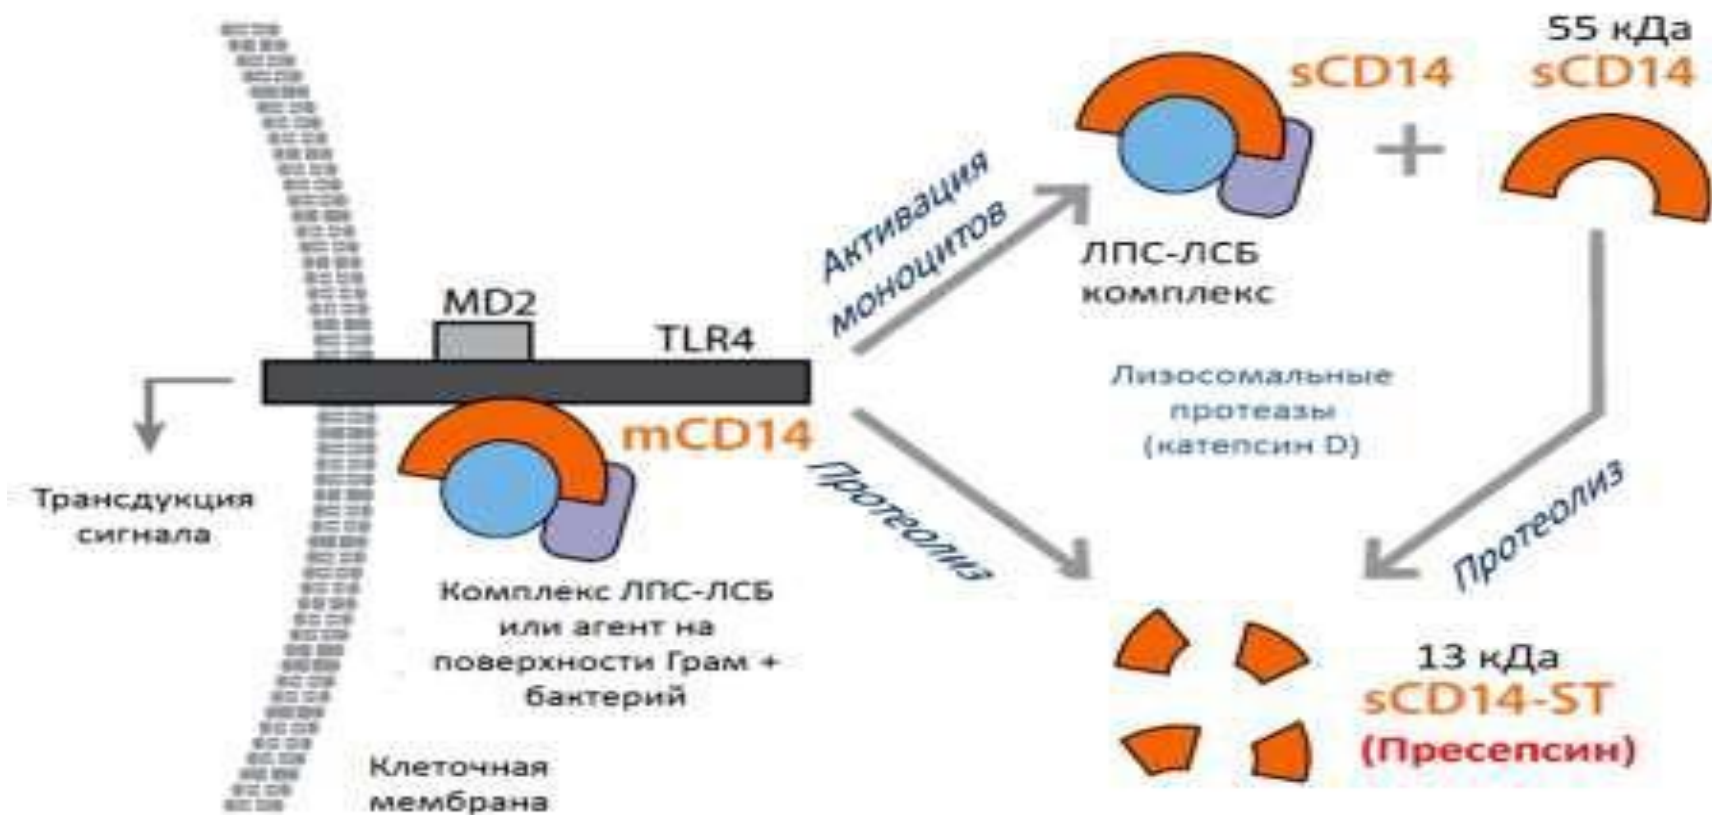 55 кДа
sCD14
sCD14
Активация
моноцитов
ЛПС-ЛСБ
комплекс
MD2
TLR4
Лизосомальные
протеазы
(катепсин D)
mCD14
Трансдукция
сигнала
Протеолиз
Протеолиз
Комплекс ЛПС-ЛСБ
или агент на
поверхности Грам +
бактерий
13 кДа
sCD14-ST
(Пресепсин)
Клеточная
мембрана